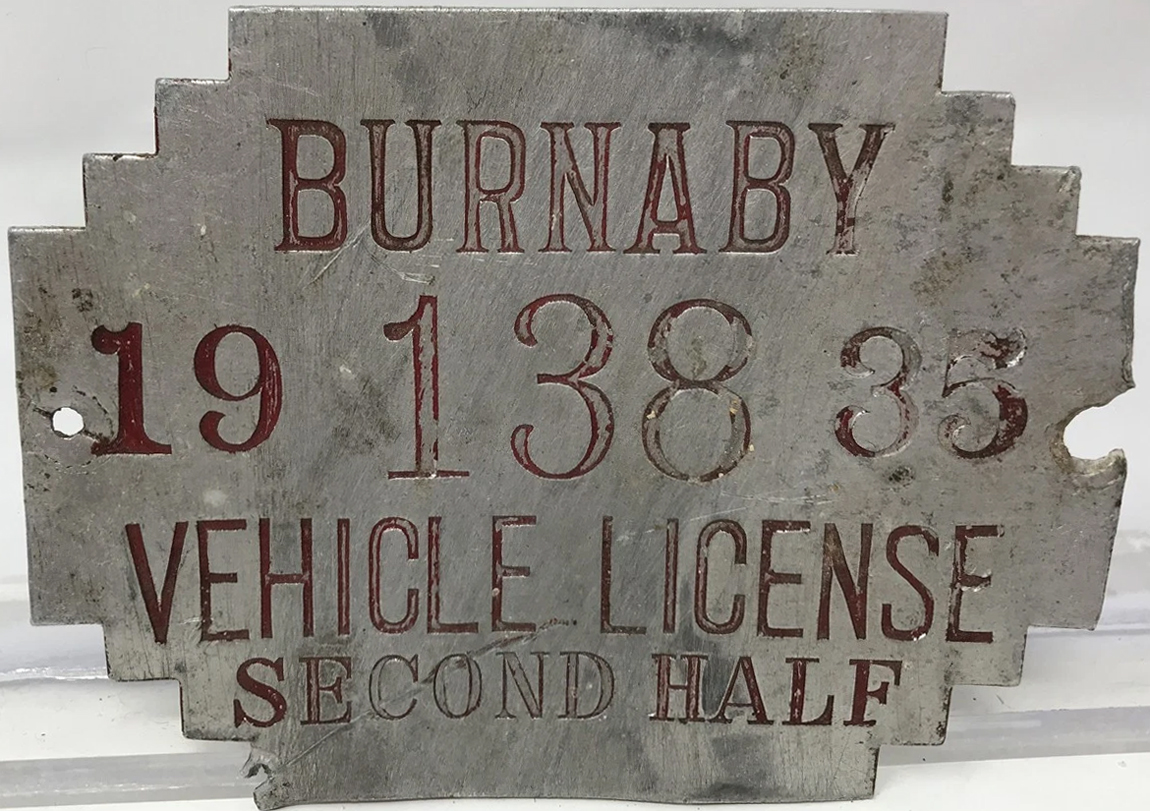 BURNABY
19 138 35
VEHICLE LICENSE
SECOND HALF